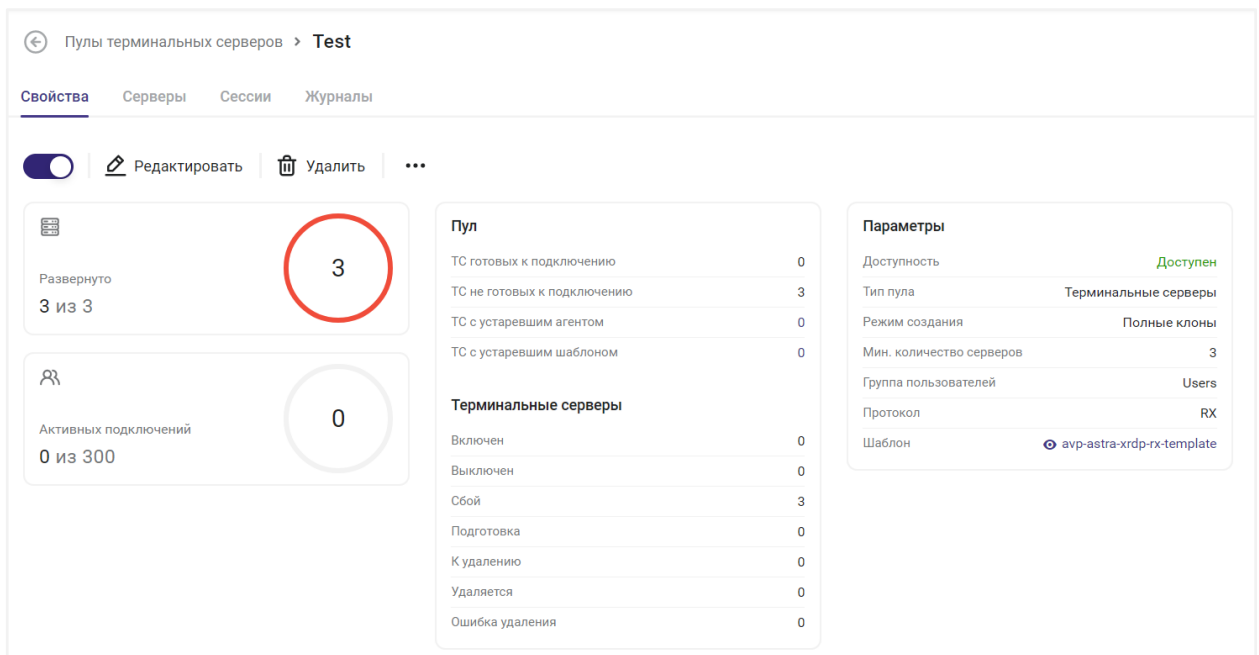 Пулы терминальных серверов > Test
Свойства Серверы Сессии Журналы
Редактировать Удалить
Развернуто
3 из 3
3
Активных подключений
0 из 300
0
Пул
ТС готовых к подключению 0
ТС не готовых к подключению 3
ТС с устаревшим агентом 0
ТС с устаревшим шаблоном 0
Терминальные серверы
Включен 0
Выключен 0
Сбой 3
Подготовка 0
К удалению 0
Удаляется 0
Ошибка удаления 0
Параметры
Доступность Доступен
Тип пула Терминальные серверы
Режим создания Полные клоны
Мин. количество серверов 3
Группа пользователей Users
Протокол RX
Шаблон avp-astra-xrdp-rx-template